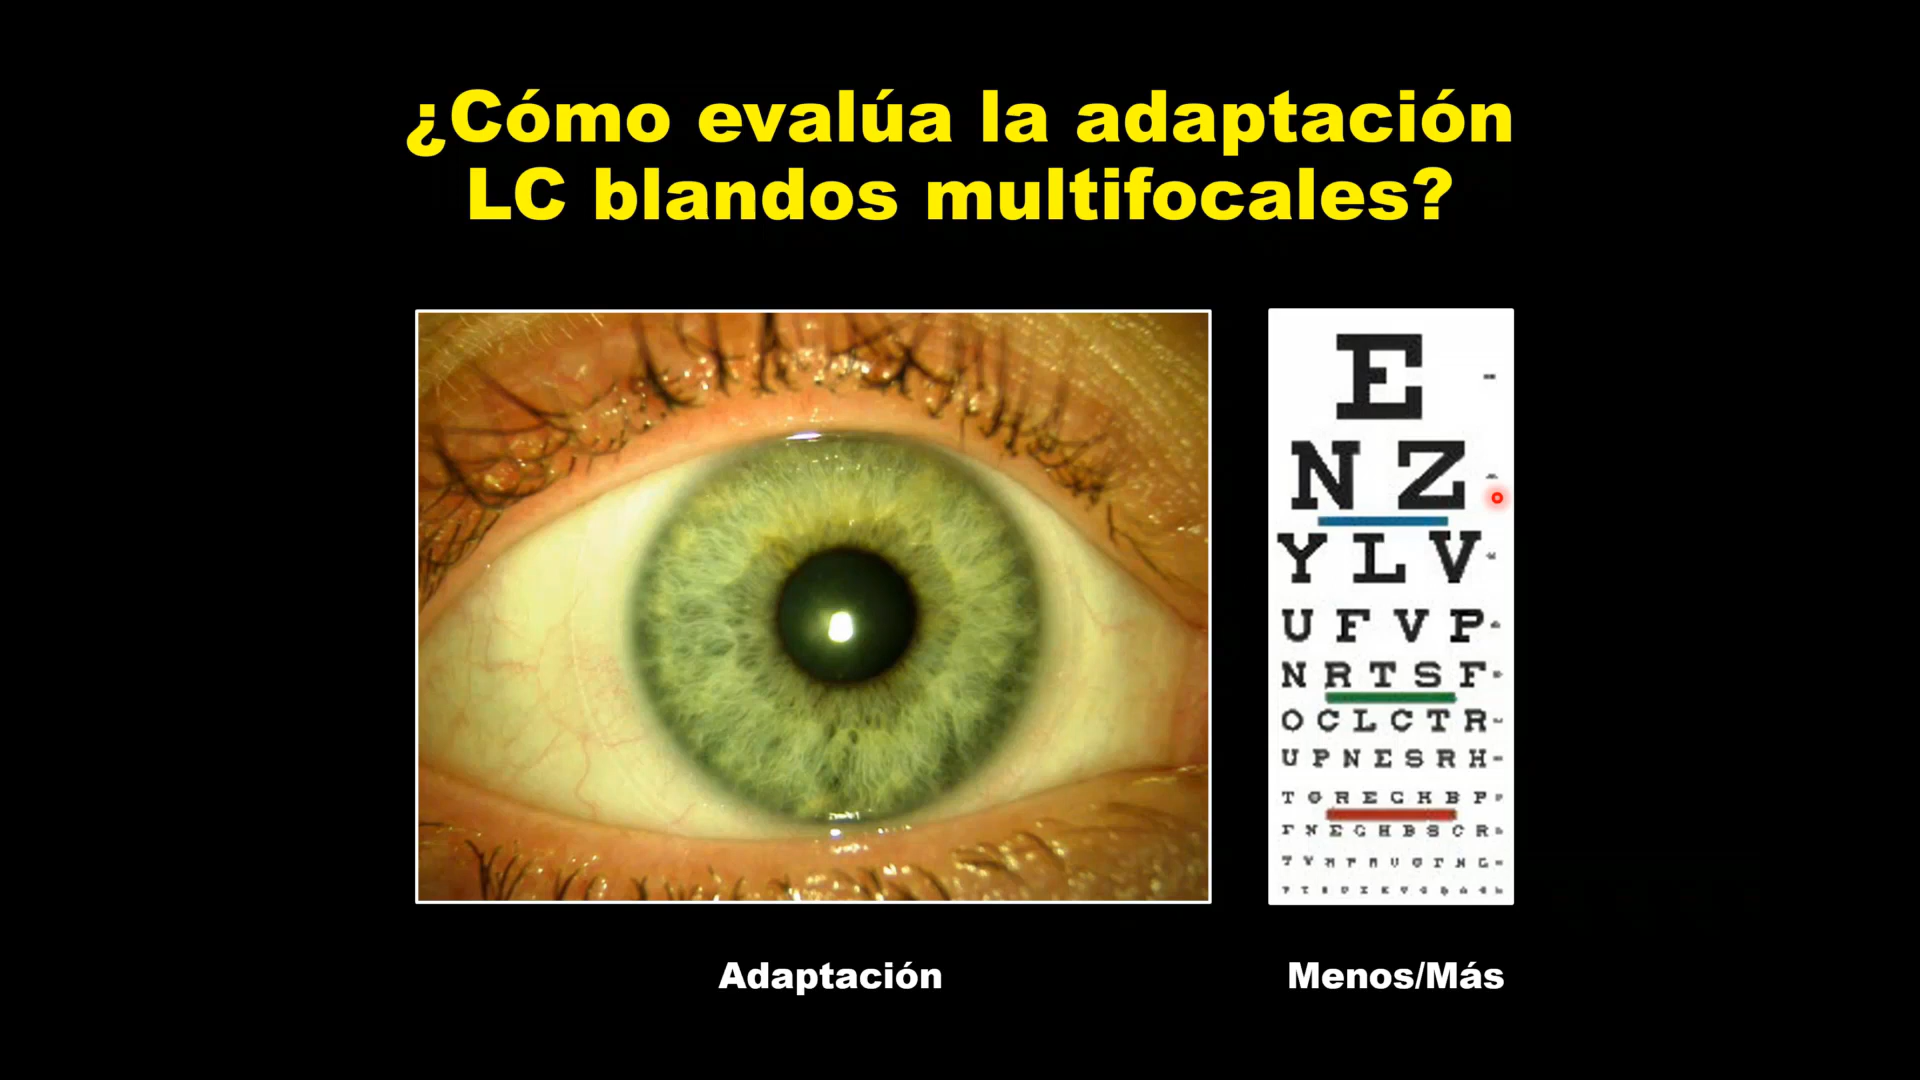 ¿Cómo evalúa la adaptación
LC blandos multifocales?
E
N Z
Y L V
U F V P
N R T S F
O C L C T R
U P N E S R H
T O R E C H B P
F N E G H B S C R
Adaptación
Menos/Más